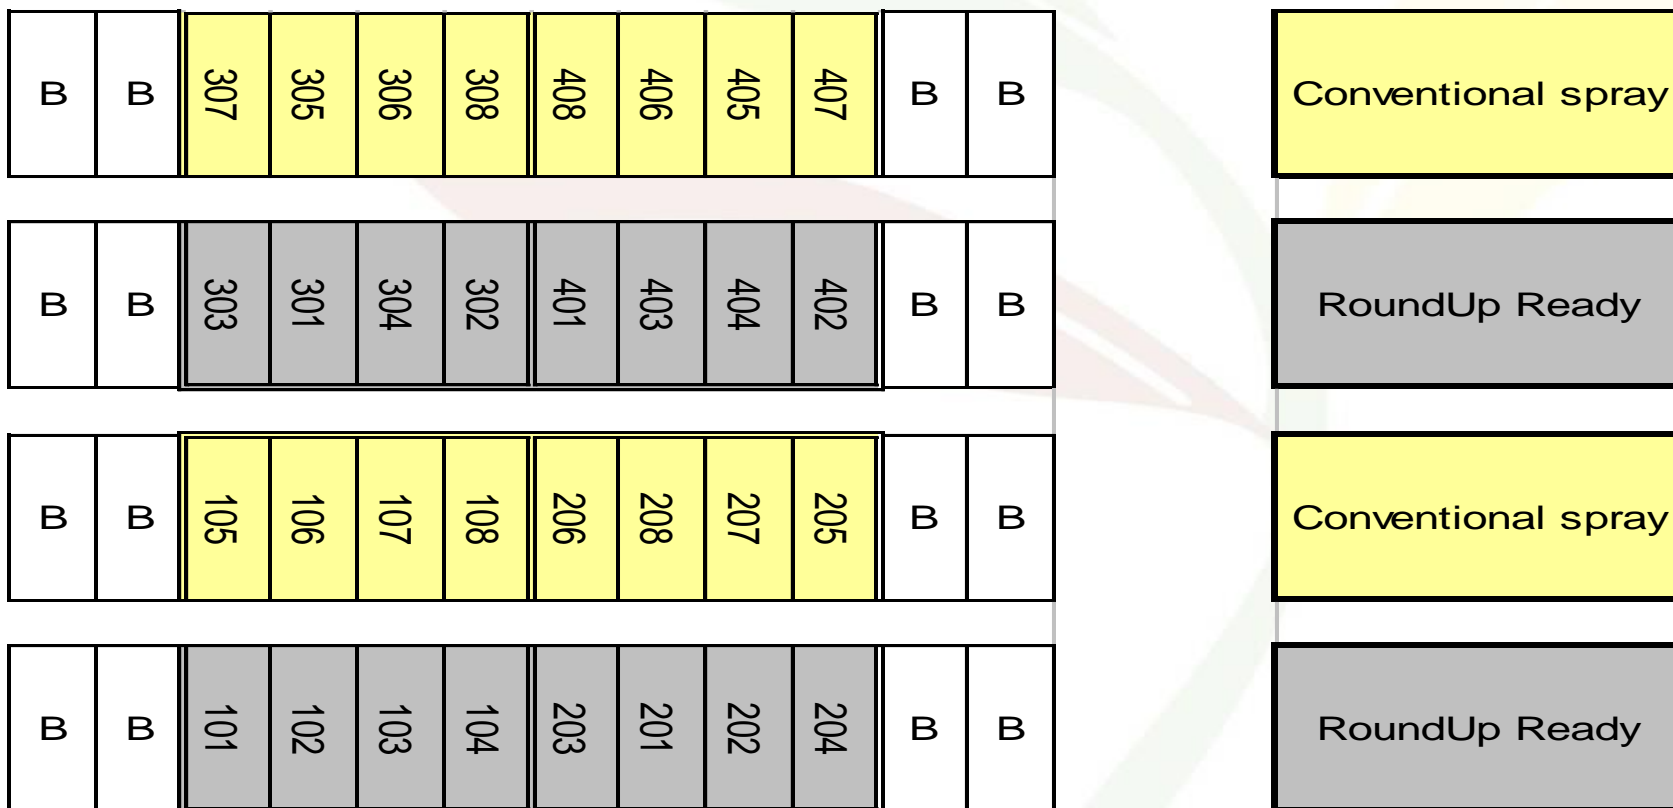 B B 307 305 306 308 408 406 405 407 B B Conventional spray
B B 303 301 304 302 401 403 404 402 B B RoundUp Ready
B B 105 106 107 108 206 208 207 205 B B Conventional spray
B B 101 102 103 104 203 201 202 204 B B RoundUp Ready